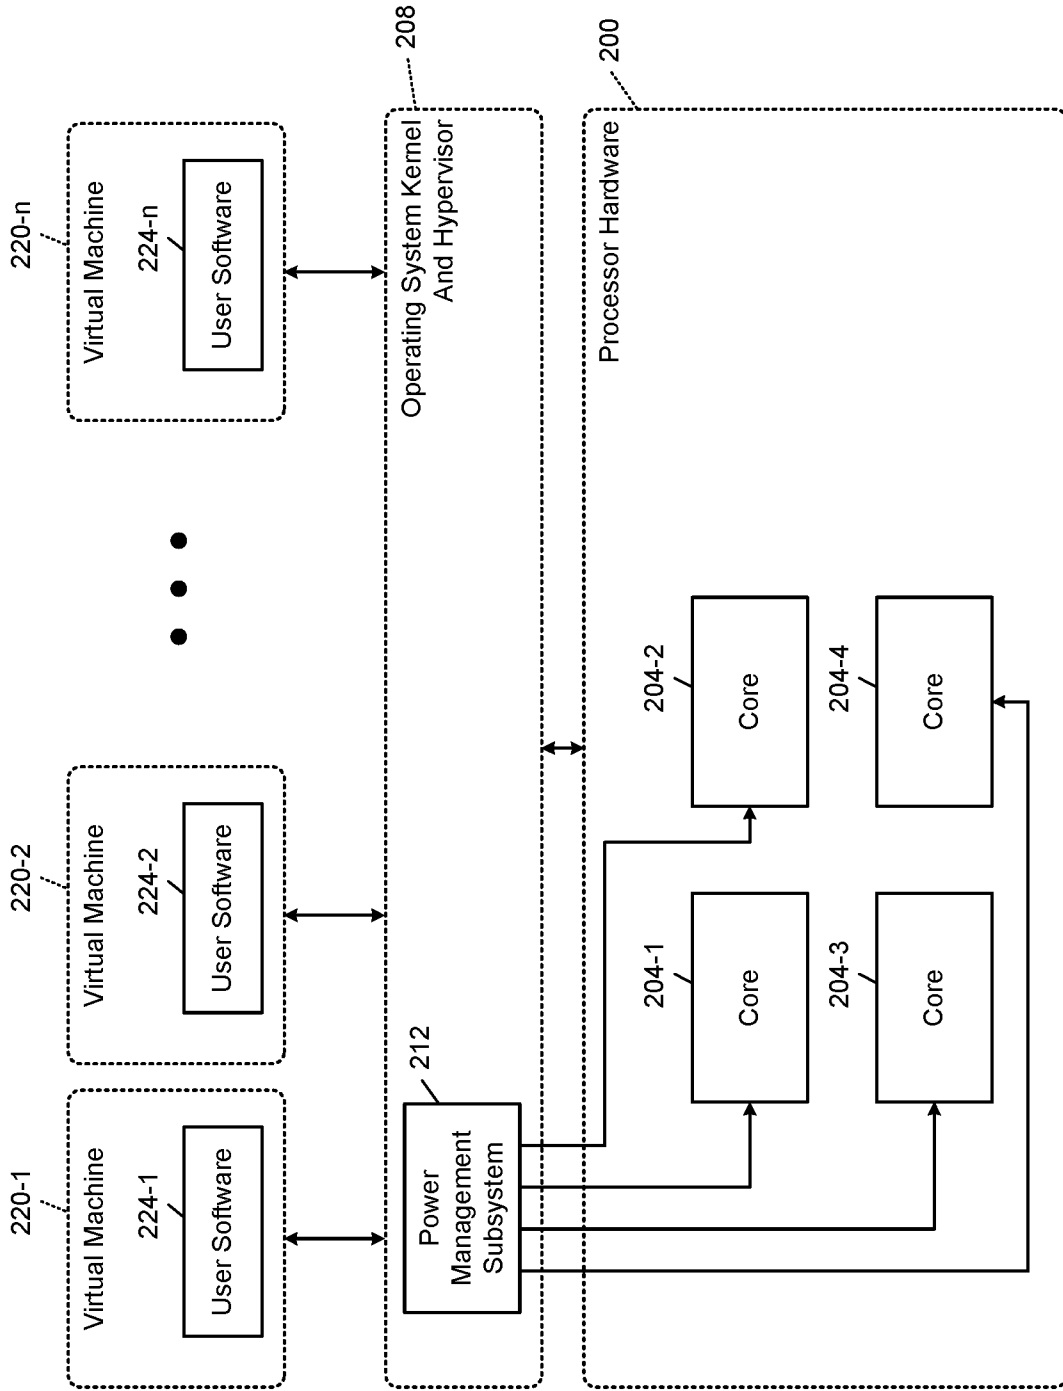 220-1
220-2
220-n
Virtual Machine
Virtual Machine
Virtual Machine
224-1
224-2
224-n
User Software
User Software
User Software
208
Operating System Kernel
And Hypervisor
212
Power
Management
Subsystem
200
Processor Hardware
204-1
204-2
Core
Core
204-3
204-4
Core
Core